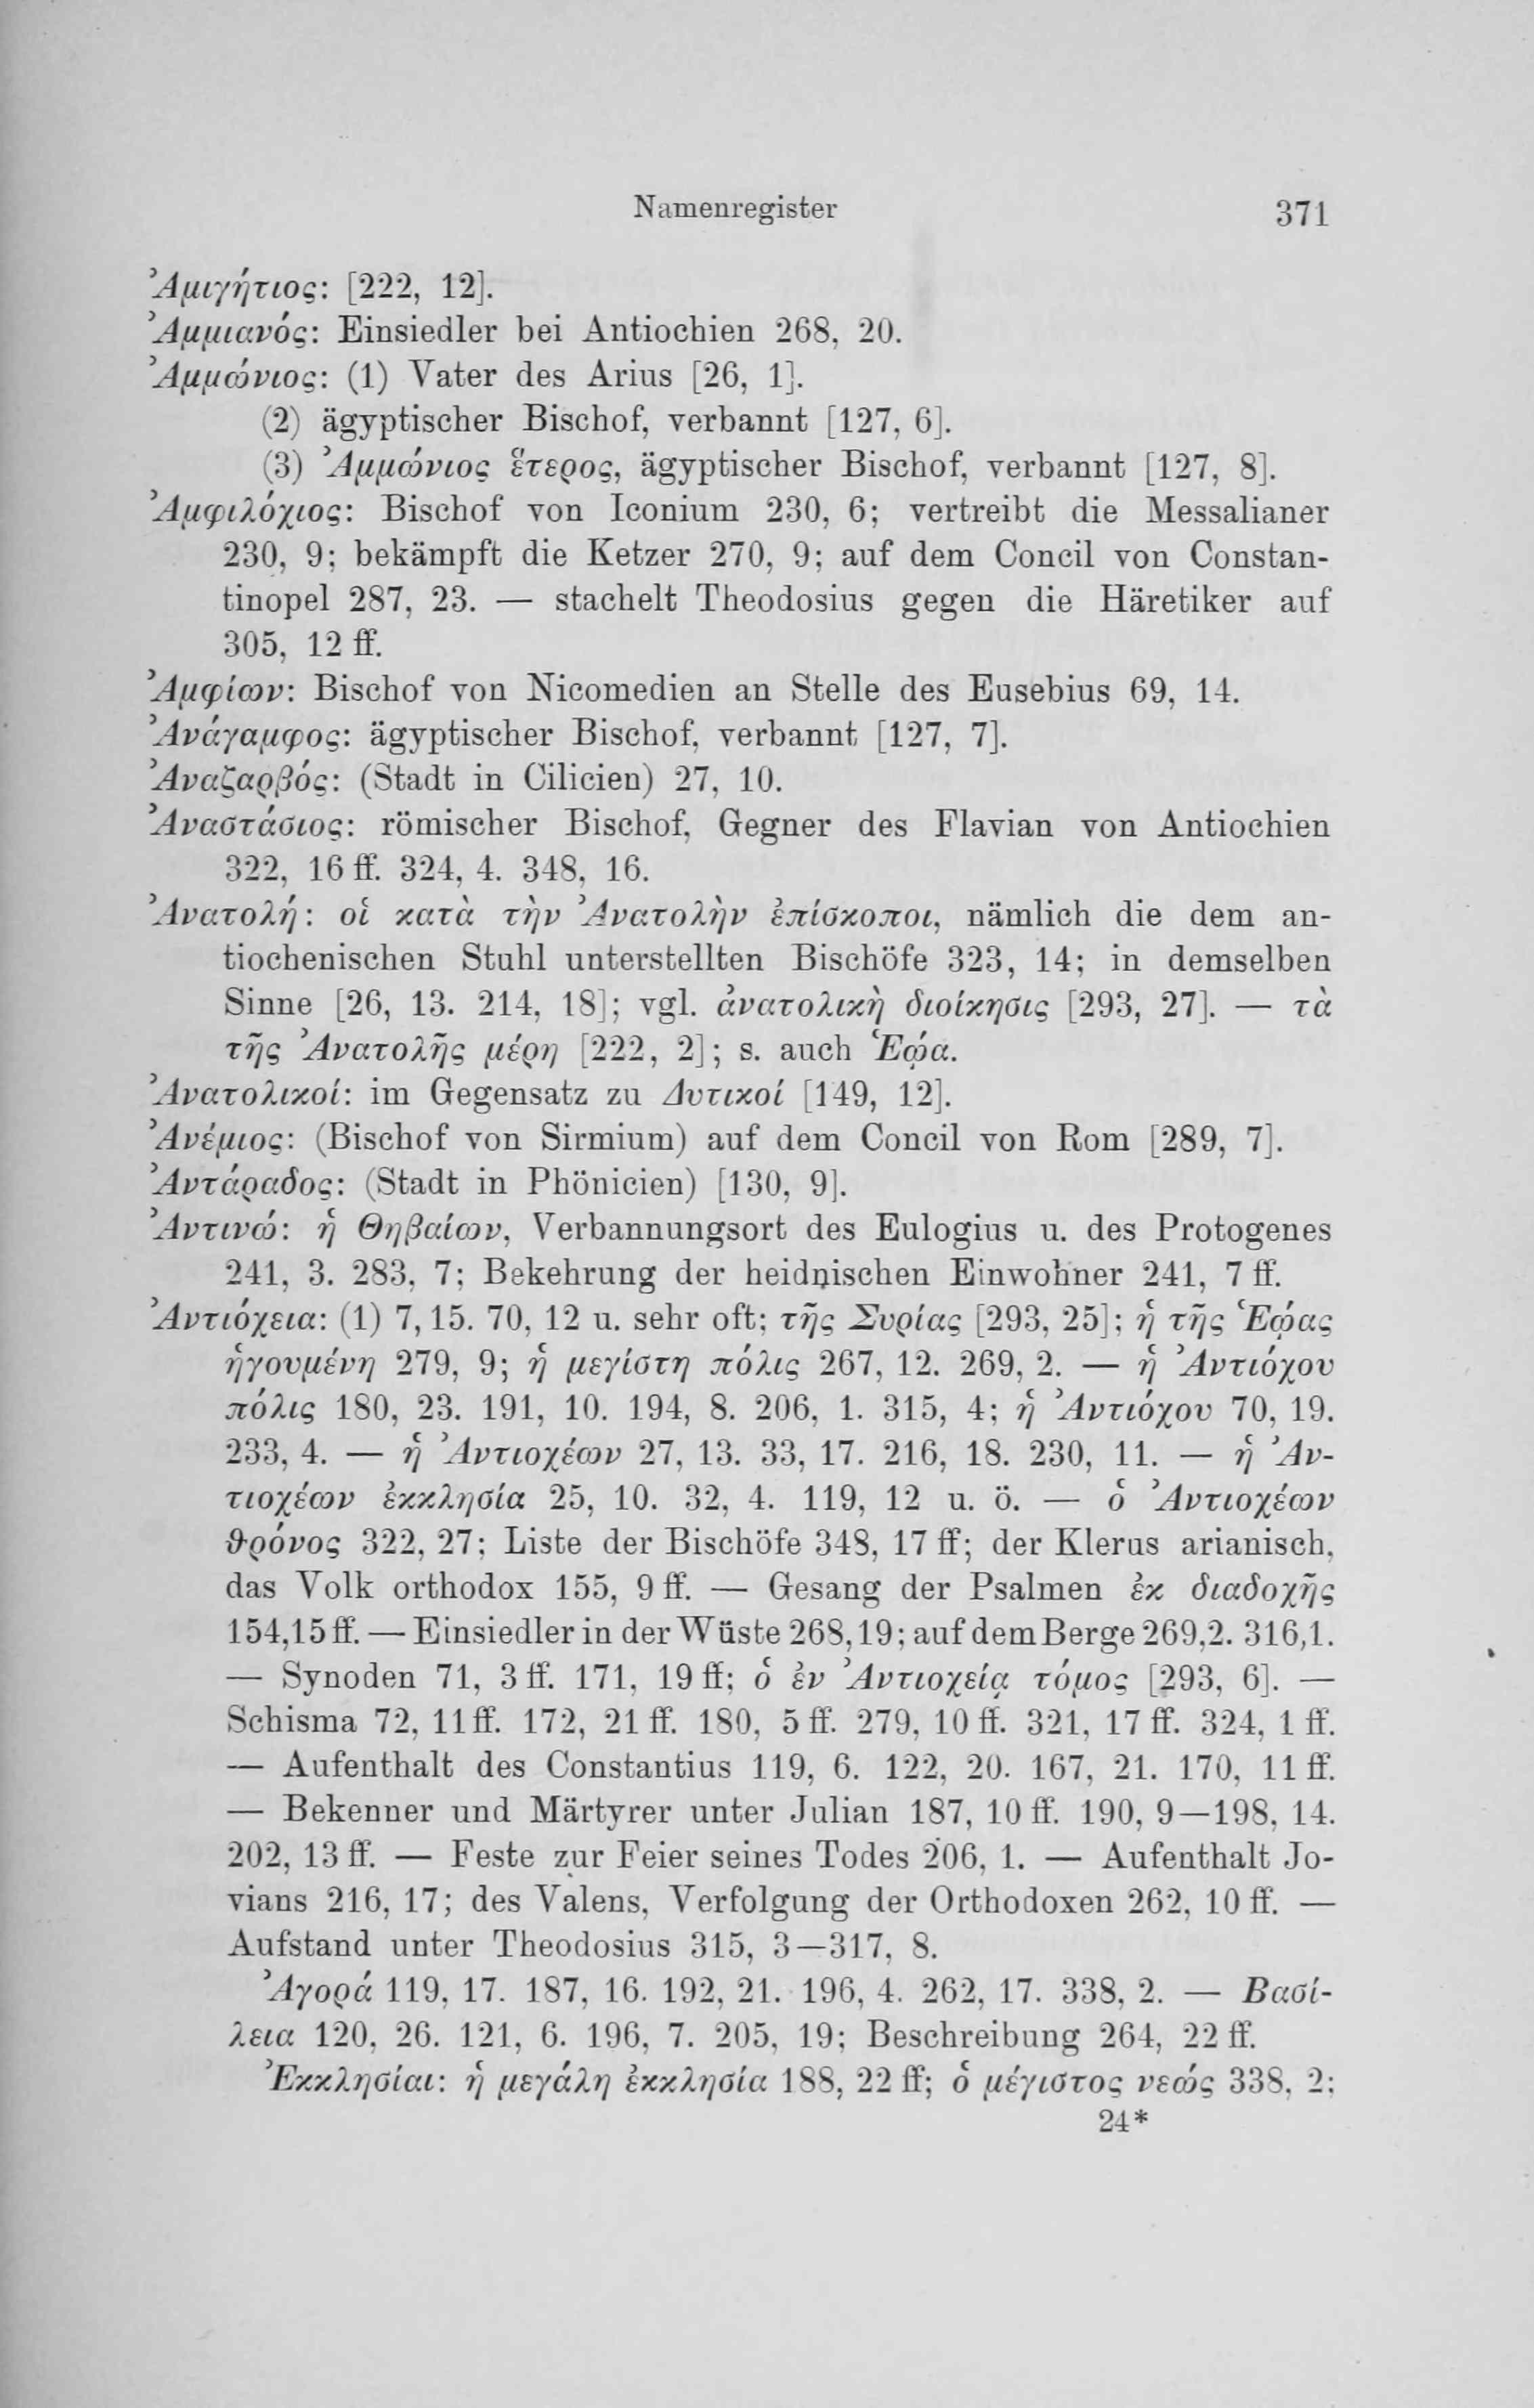 Namenregister 371
Ἀμιγήτιος: [222, 12].
Ἀμμιανός: Einsiedler bei Antiochien 268, 20.
Ἀμμώνιος: (1) Vater des Arius [26, 1].
(2) ägyptischer Bischof, verbannt [127, 6].
(3) Ἀμμώνιος ἕτερος, ägyptischer Bischof, verbannt [127, 8].
Ἀμφιλόχιος: Bischof von Iconium 230, 6; vertreibt die Messalianer
230, 9; bekämpft die Ketzer 270, 9; auf dem Concil von Constan-
tinopel 287, 23. — stachelt Theodosius gegen die Häretiker auf
305, 12 ff.
Ἀμφίων: Bischof von Nicomedien an Stelle des Eusebius 69, 14.
Ἀνάγαμφος: ägyptischer Bischof, verbannt [127, 7].
Ἀναζαρβός: (Stadt in Cilicien) 27, 10.
Ἀναστάσιος: römischer Bischof, Gegner des Flavian von Antiochien
322, 16 ff. 324, 4. 348, 16.
Ἀνατολή: οἱ κατὰ τὴν Ἀνατολὴν ἐπίσκοποι, nämlich die dem an-
tiochenischen Stuhl unterstellten Bischöfe 323, 14; in demselben
Sinne [26, 13. 214, 18]; vgl. ἀνατολικὴ διοίκησις [293, 27]. — τὰ
τῆς Ἀνατολῆς μέρη [222, 2]; s. auch Ἑῴα.
Ἀνατολικοί: im Gegensatz zu Δυτικοί [149, 12].
Ἀνέμιος: (Bischof von Sirmium) auf dem Concil von Rom [289, 7].
Ἀντάραδος: (Stadt in Phönicien) [130, 9].
Ἀντινώ: ἡ Θηβαίων, Verbannungsort des Eulogius u. des Protogenes
241, 3. 283, 7; Bekehrung der heidnischen Einwohner 241, 7 ff.
Ἀντιόχεια: (1) 7, 15. 70, 12 u. sehr oft; τῆς Συρίας [293, 25]; ἡ τῆς Ἑῴας
ἡγουμένη 279, 9; ἡ μεγίστη πόλις 267, 12. 269, 2. — ἡ Ἀντιόχου
πόλις 180, 23. 191, 10. 194, 8. 206, 1. 315, 4; ἡ Ἀντιόχου 70, 19.
233, 4. — ἡ Ἀντιοχέων 27, 13. 33, 17. 216, 18. 230, 11. — ἡ Ἀν-
τιοχέων ἐκκλησία 25, 10. 32, 4. 119, 12 u. ö. — ὁ Ἀντιοχέων
θρόνος 322, 27; Liste der Bischöfe 348, 17 ff; der Klerus arianisch,
das Volk orthodox 155, 9 ff. — Gesang der Psalmen ἐκ διαδοχῆς
154,15 ff. — Einsiedler in der Wüste 268,19; auf dem Berge 269,2. 316,1.
— Synoden 71, 3 ff. 171, 19 ff; ὁ ἐν Ἀντιοχείᾳ τόμος [293, 6]. —
Schisma 72, 11 ff. 172, 21 ff. 180, 5 ff. 279, 10 ff. 321, 17 ff. 324, 1 ff.
— Aufenthalt des Constantius 119, 6. 122, 20. 167, 21. 170, 11 ff.
— Bekenner und Märtyrer unter Julian 187, 10 ff. 190, 9—198, 14.
202, 13 ff. — Feste zur Feier seines Todes 206, 1. — Aufenthalt Jo-
vians 216, 17; des Valens, Verfolgung der Orthodoxen 262, 10 ff. —
Aufstand unter Theodosius 315, 3—317, 8.
Ἀγορά 119, 17. 187, 16. 192, 21. 196, 4. 262, 17. 338, 2. — Βασί-
λεια 120, 26. 121, 6. 196, 7. 205, 19; Beschreibung 264, 22 ff.
Ἐκκλησίαι: ἡ μεγάλη ἐκκλησία 188, 22 ff; ὁ μέγιστος νεώς 338, 2;
24*